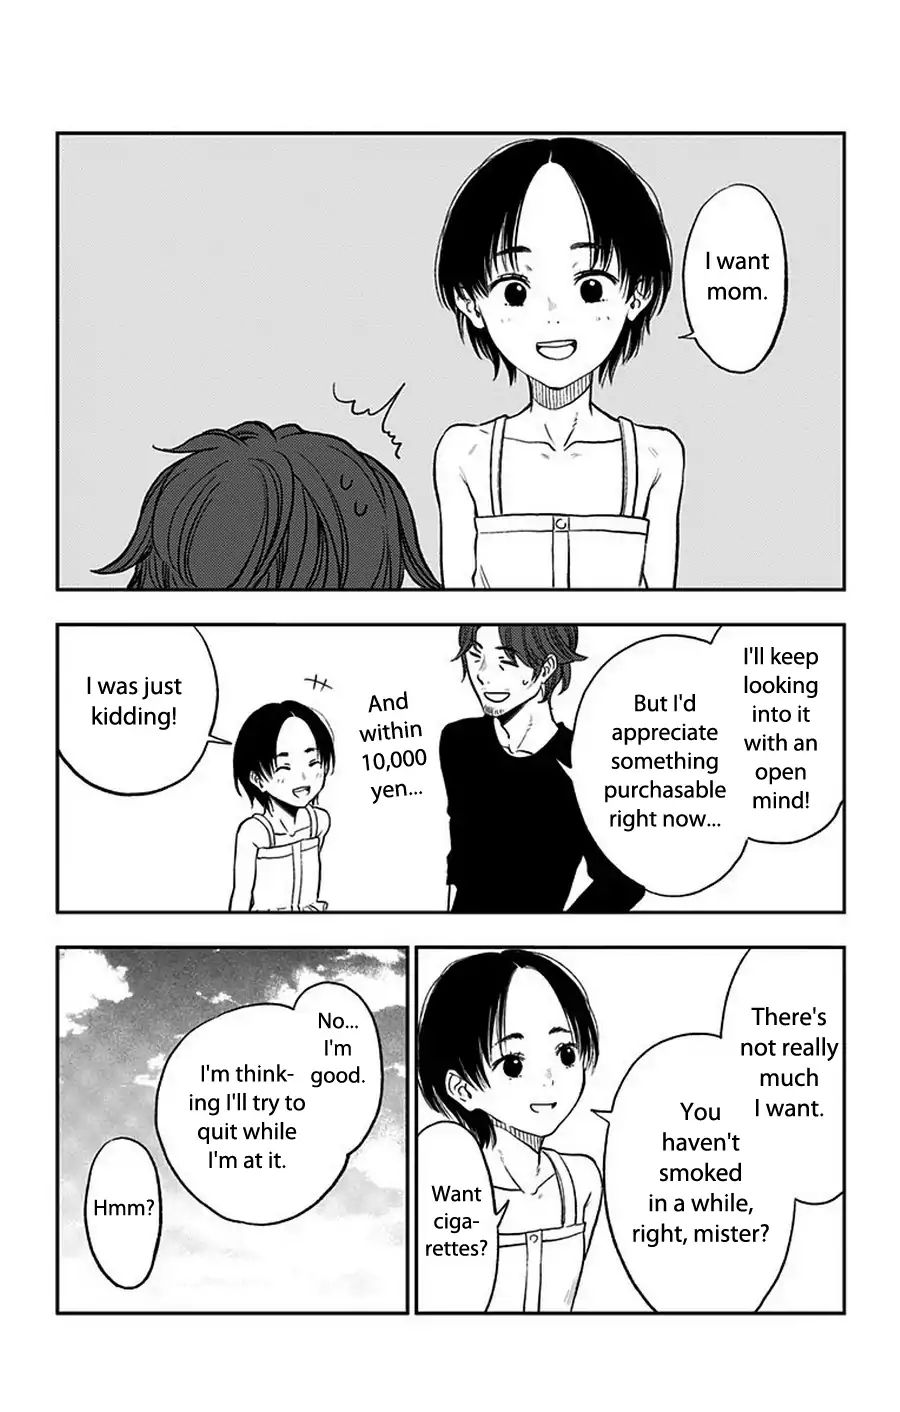 I want
mom.
I'll keep
looking
into it
with an
open
mind!
But I'd
appreciate
something
purchasable
right now...
And
within
10,000
yen...
I was just
kidding!
There's
not really
much
I want.
You
haven't
smoked
in a while,
right, mister?
Want
ciga-
rettes?
No...
I'm
good.
I'm think-
ing I'll try to
quit while
I'm at it.
Hmm?